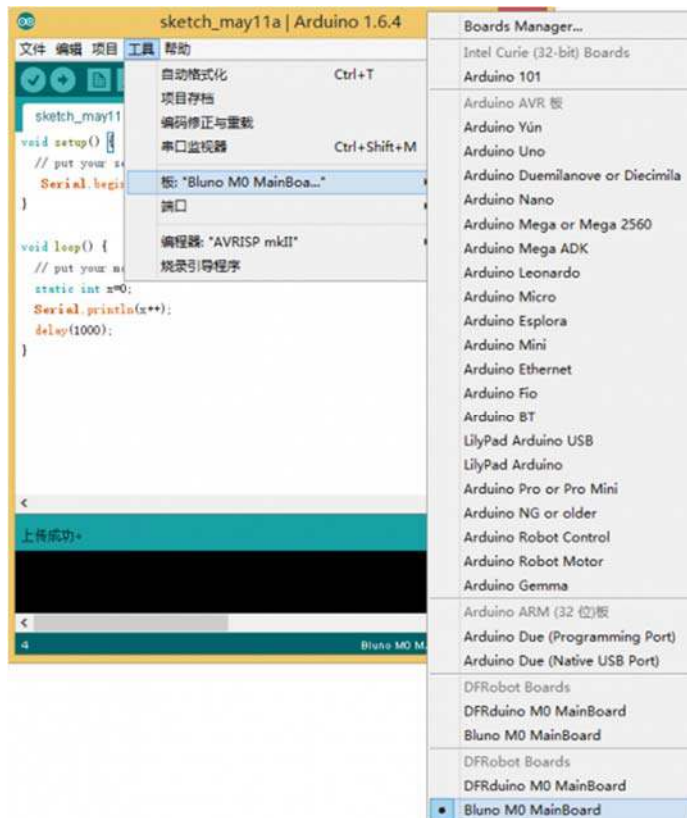 sketch_may11a | Arduino 1.6.4
文件 编辑 项目 工具 帮助
sketch_may11
void setup() {
// put your se
Serial.begin
}
void loop() {
// put your ma
static int x=0;
Serial.println(x++);
delay(1000);
}
上传成功。
4
Bluno M0 M
自动格式化 Ctrl+T
项目存档
编码修正与重载
串口监视器 Ctrl+Shift+M
板: "Bluno M0 MainBoa..."
端口
编程器: "AVRISP mkII"
烧录引导程序
Boards Manager...
Intel Curie (32-bit) Boards
Arduino 101
Arduino AVR 板
Arduino Yún
Arduino Uno
Arduino Duemilanove or Diecimila
Arduino Nano
Arduino Mega or Mega 2560
Arduino Mega ADK
Arduino Leonardo
Arduino Micro
Arduino Esplora
Arduino Mini
Arduino Ethernet
Arduino Fio
Arduino BT
LilyPad Arduino USB
LilyPad Arduino
Arduino Pro or Pro Mini
Arduino NG or older
Arduino Robot Control
Arduino Robot Motor
Arduino Gemma
Arduino ARM (32 位)板
Arduino Due (Programming Port)
Arduino Due (Native USB Port)
DFRobot Boards
DFRduino M0 MainBoard
Bluno M0 MainBoard
DFRobot Boards
DFRduino M0 MainBoard
Bluno M0 MainBoard